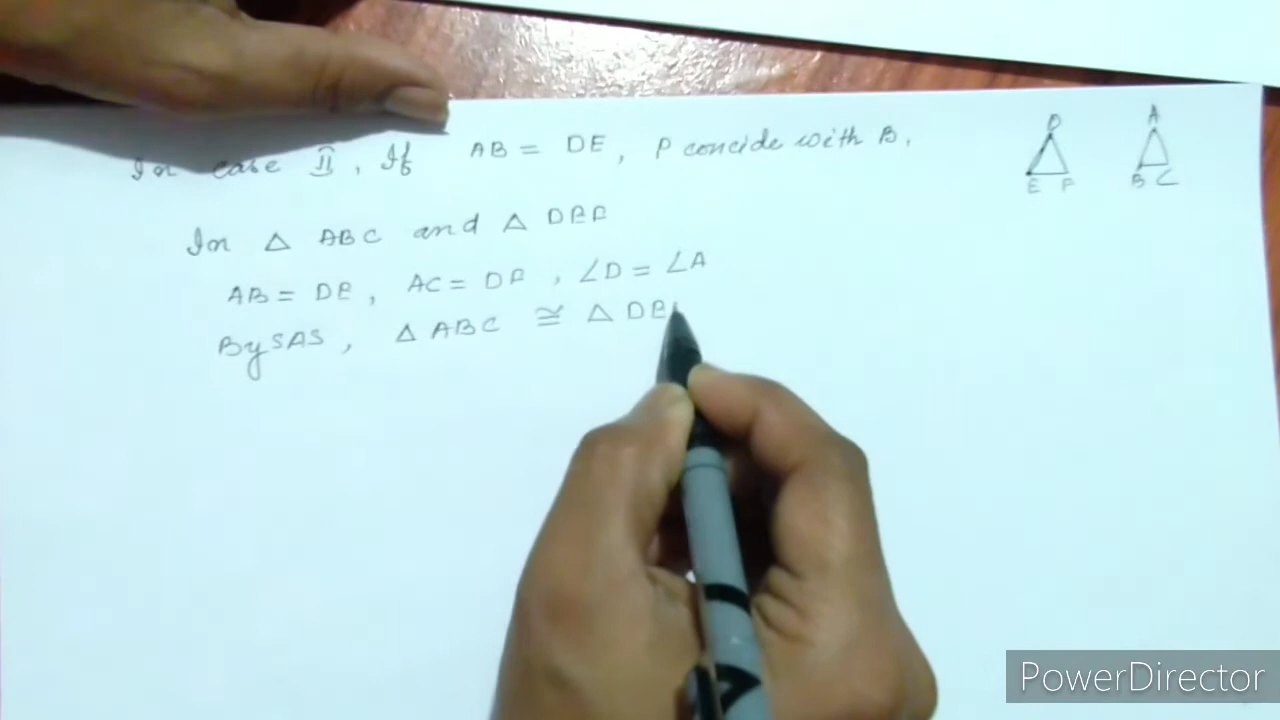 In case II, If AB = DE, P concide with B.
D
E F
A
B C
In △ ABC and △ DEF
AB = DE, AC = DF, ∠D = ∠A
By SAS, △ ABC ≅ △ DE
PowerDirector